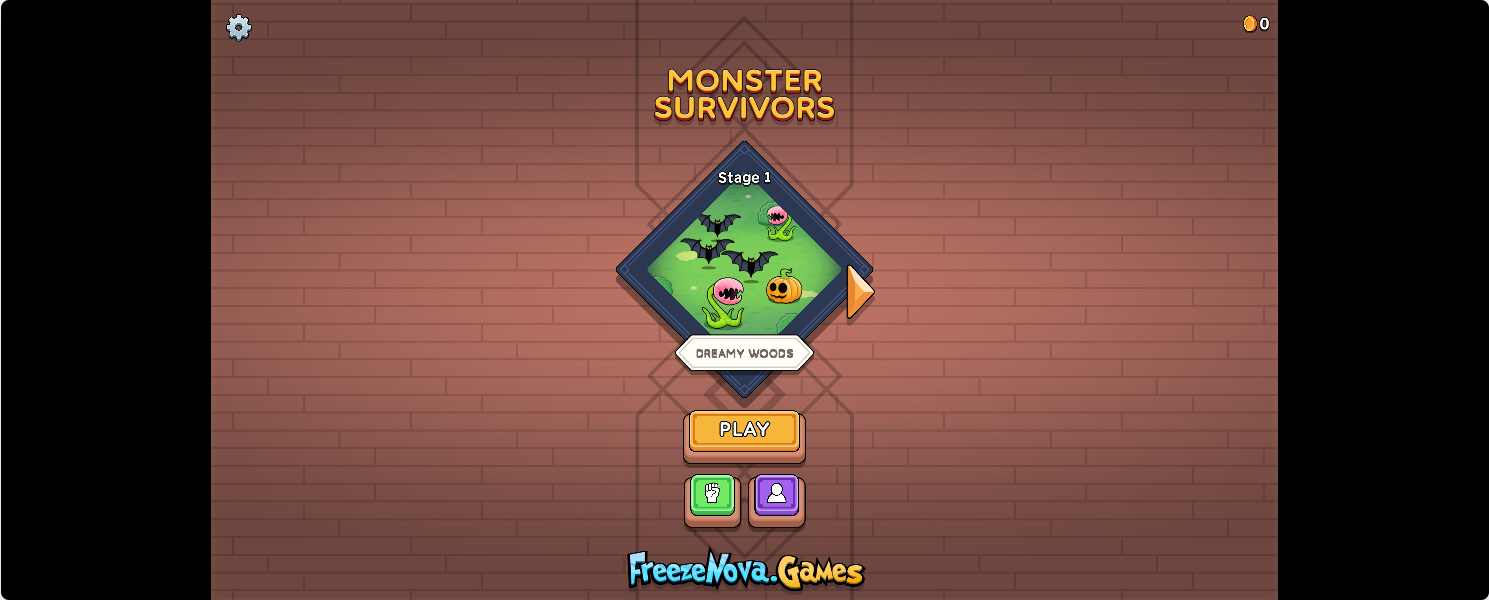 0
MONSTER
SURVIVORS
Stage 1
DREAMY WOODS
PLAY
FreezeNova.Games